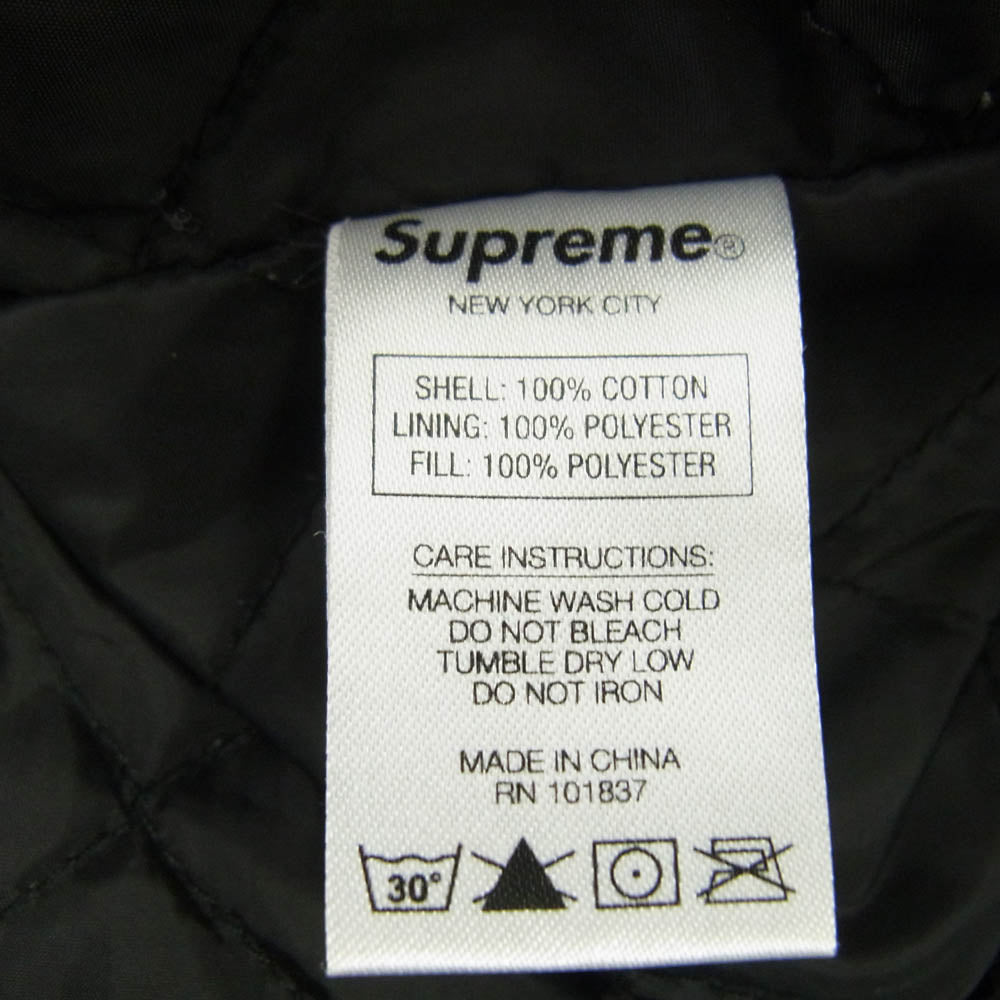 Supreme®
NEW YORK CITY
SHELL: 100% COTTON
LINING: 100% POLYESTER
FILL: 100% POLYESTER
CARE INSTRUCTIONS:
MACHINE WASH COLD
DO NOT BLEACH
TUMBLE DRY LOW
DO NOT IRON
MADE IN CHINA
RN 101837
30°